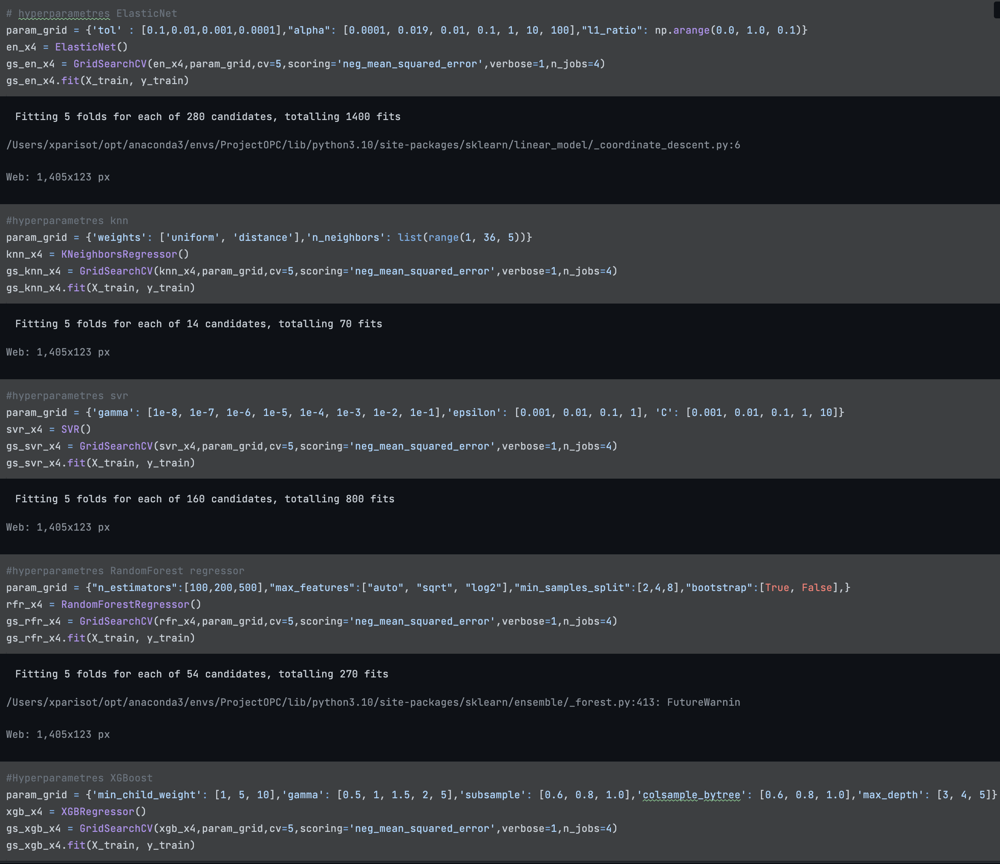 # hyperparametres ElasticNet
param_grid = {'tol' : [0.1,0.01,0.001,0.0001],"alpha": [0.0001, 0.019, 0.01, 0.1, 1, 10, 100],"l1_ratio": np.arange(0.0, 1.0, 0.1)}
en_x4 = ElasticNet()
gs_en_x4 = GridSearchCV(en_x4,param_grid,cv=5,scoring='neg_mean_squared_error',verbose=1,n_jobs=4)
gs_en_x4.fit(X_train, y_train)
Fitting 5 folds for each of 280 candidates, totalling 1400 fits
/Users/xparisot/opt/anaconda3/envs/ProjectOPC/lib/python3.10/site-packages/sklearn/linear_model/_coordinate_descent.py:6
Web: 1,405x123 px
#hyperparametres knn
param_grid = {'weights': ['uniform', 'distance'],'n_neighbors': list(range(1, 36, 5))}
knn_x4 = KNeighborsRegressor()
gs_knn_x4 = GridSearchCV(knn_x4,param_grid,cv=5,scoring='neg_mean_squared_error',verbose=1,n_jobs=4)
gs_knn_x4.fit(X_train, y_train)
Fitting 5 folds for each of 14 candidates, totalling 70 fits
Web: 1,405x123 px
#hyperparametres svr
param_grid = {'gamma': [1e-8, 1e-7, 1e-6, 1e-5, 1e-4, 1e-3, 1e-2, 1e-1],'epsilon': [0.001, 0.01, 0.1, 1], 'C': [0.001, 0.01, 0.1, 1, 10]}
svr_x4 = SVR()
gs_svr_x4 = GridSearchCV(svr_x4,param_grid,cv=5,scoring='neg_mean_squared_error',verbose=1,n_jobs=4)
gs_svr_x4.fit(X_train, y_train)
Fitting 5 folds for each of 160 candidates, totalling 800 fits
Web: 1,405x123 px
#hyperparametres RandomForest regressor
param_grid = {"n_estimators":[100,200,500],"max_features":["auto", "sqrt", "log2"],"min_samples_split":[2,4,8],"bootstrap":[True, False],}
rfr_x4 = RandomForestRegressor()
gs_rfr_x4 = GridSearchCV(rfr_x4,param_grid,cv=5,scoring='neg_mean_squared_error',verbose=1,n_jobs=4)
gs_rfr_x4.fit(X_train, y_train)
Fitting 5 folds for each of 54 candidates, totalling 270 fits
/Users/xparisot/opt/anaconda3/envs/ProjectOPC/lib/python3.10/site-packages/sklearn/ensemble/_forest.py:413: FutureWarnin
Web: 1,405x123 px
#Hyperparametres XGBoost
param_grid = {'min_child_weight': [1, 5, 10],'gamma': [0.5, 1, 1.5, 2, 5],'subsample': [0.6, 0.8, 1.0],'colsample_bytree': [0.6, 0.8, 1.0],'max_depth': [3, 4, 5]}
xgb_x4 = XGBRegressor()
gs_xgb_x4 = GridSearchCV(xgb_x4,param_grid,cv=5,scoring='neg_mean_squared_error',verbose=1,n_jobs=4)
gs_xgb_x4.fit(X_train, y_train)